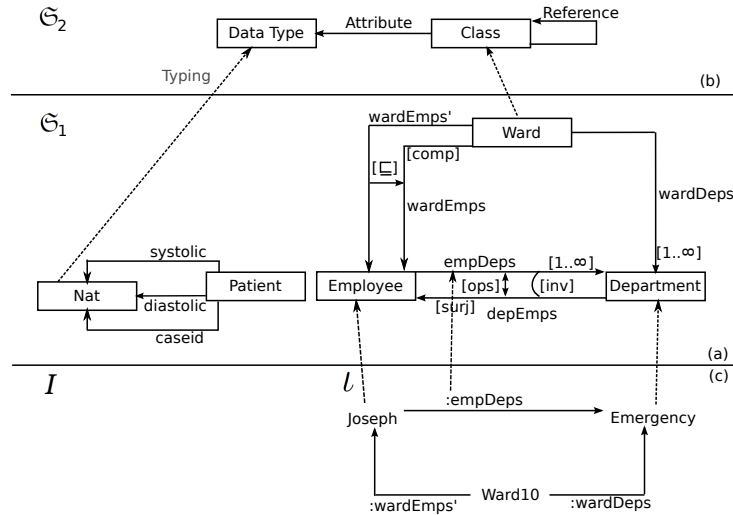 𝔖2
Data Type
Attribute
Class
Reference
Typing
(b)
𝔖1
wardEmps'
Ward
[⊑]
[comp]
wardEmps
wardDeps
[1..∞]
systolic
Nat
diastolic
caseid
Patient
Employee
empDeps
[1..∞]
[ops]
[inv]
[surj]
depEmps
Department
(a)
I
l
(c)
Joseph
:empDeps
Emergency
:wardEmps'
Ward10
:wardDeps